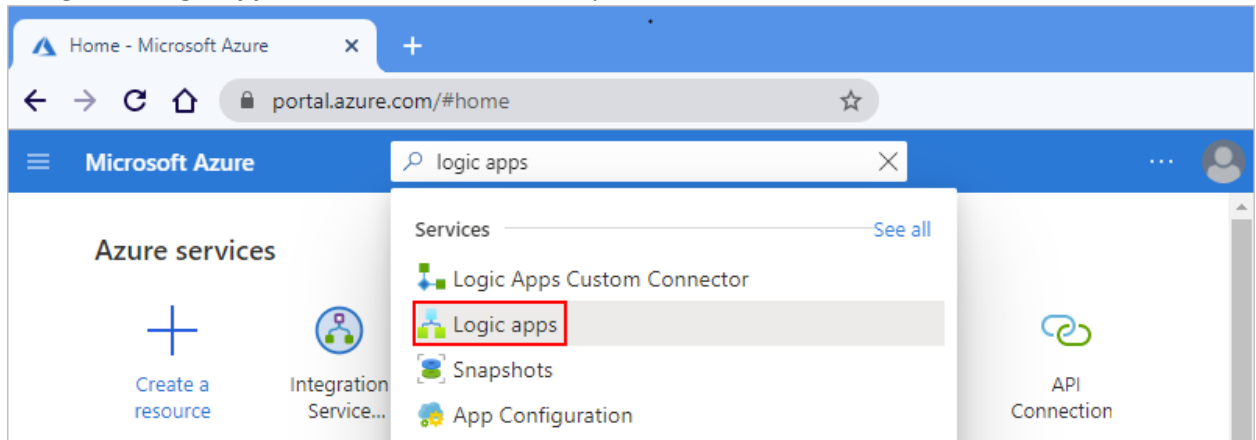 Home - Microsoft Azure
portal.azure.com/#home
Microsoft Azure
logic apps
Azure services
Services
See all
Logic Apps Custom Connector
Logic apps
Snapshots
App Configuration
Create a
resource
Integration
Service...
API
Connection